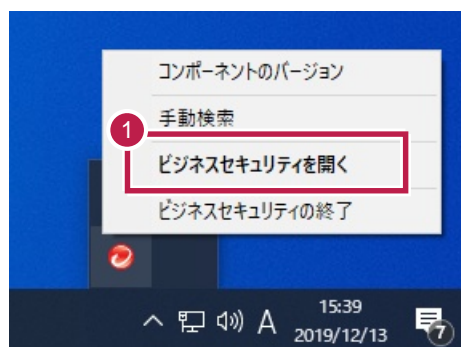 コンポーネントのバージョン
手動検索
1
ビジネスセキュリティを開く
ビジネスセキュリティの終了
A
15:39
2019/12/13
7